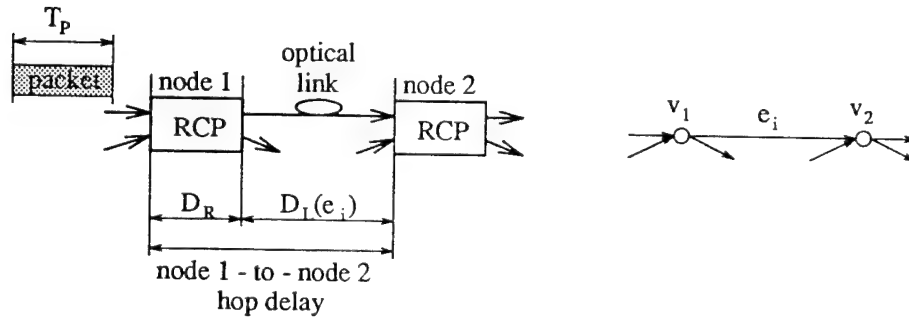 T_P
packet
node 1
RCP
optical
link
node 2
RCP
D_R
D_L(e_i)
node 1 - to - node 2
hop delay
v_1
e_i
v_2